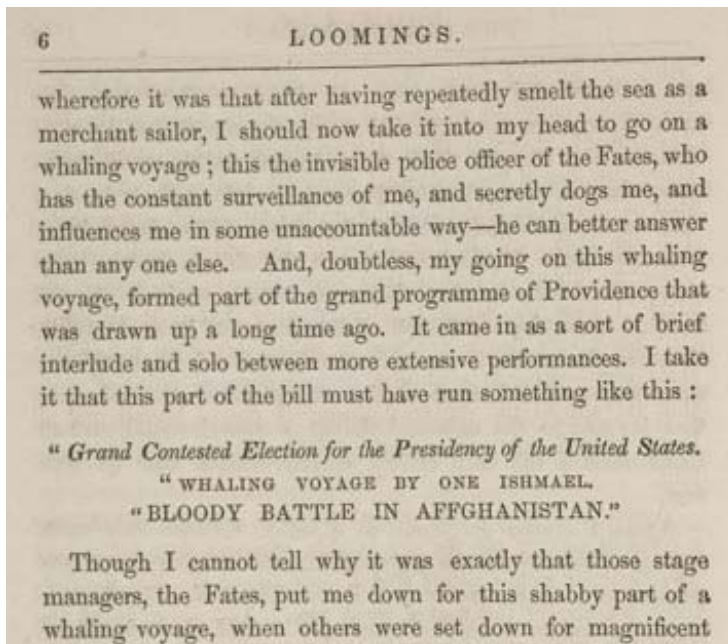 6 LOOMINGS.
wherefore it was that after having repeatedly smelt the sea as a
merchant sailor, I should now take it into my head to go on a
whaling voyage ; this the invisible police officer of the Fates, who
has the constant surveillance of me, and secretly dogs me, and
influences me in some unaccountable way—he can better answer
than any one else. And, doubtless, my going on this whaling
voyage, formed part of the grand programme of Providence that
was drawn up a long time ago. It came in as a sort of brief
interlude and solo between more extensive performances. I take
it that this part of the bill must have run something like this :
“ Grand Contested Election for the Presidency of the United States.
“ WHALING VOYAGE BY ONE ISHMAEL.
“BLOODY BATTLE IN AFFGHANISTAN.”
Though I cannot tell why it was exactly that those stage
managers, the Fates, put me down for this shabby part of a
whaling voyage, when others were set down for magnificent